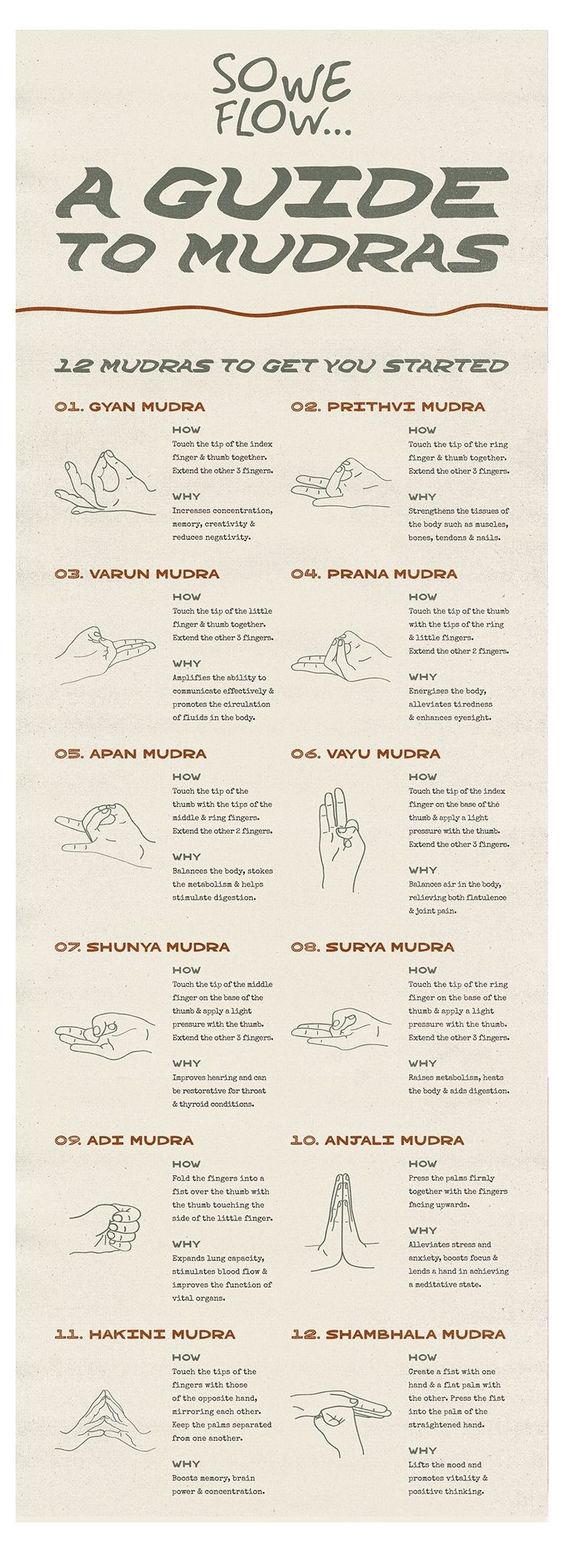 SO WE
FLOW...
A GUIDE
TO MUDRAS
12 MUDRAS TO GET YOU STARTED
01. GYAN MUDRA
HOW
Touch the tip of the index
finger & thumb together.
Extend the other 3 fingers.
WHY
Increases concentration,
memory, creativity &
reduces negativity.
02. PRITHVI MUDRA
HOW
Touch the tip of the ring
finger & thumb together.
Extend the other 3 fingers.
WHY
Strengthens the tissues of
the body such as muscles,
bones, tendons & nails.
03. VARUN MUDRA
HOW
Touch the tip of the little
finger & thumb together.
Extend the other 3 fingers.
WHY
Amplifies the ability to
communicate effectively &
promotes the circulation
of fluids in the body.
04. PRANA MUDRA
HOW
Touch the tip of the thumb
with the tips of the ring
& little fingers.
Extend the other 2 fingers.
WHY
Energises the body,
alleviates tiredness
& enhances eyesight.
05. APAN MUDRA
HOW
Touch the tip of the
thumb with the tips of the
middle & ring fingers.
Extend the other 2 fingers.
WHY
Balances the body, stokes
the metabolism & helps
stimulate digestion.
06. VAYU MUDRA
HOW
Touch the tip of the index
finger on the base of the
thumb & apply a light
pressure with the thumb.
Extend the other 3 fingers.
WHY
Balances air in the body,
relieving both flatulence
& joint pain.
07. SHUNYA MUDRA
HOW
Touch the tip of the middle
finger on the base of the
thumb & apply a light
pressure with the thumb.
Extend the other 3 fingers.
WHY
Improves hearing and can
be restorative for throat
& thyroid conditions.
08. SURYA MUDRA
HOW
Touch the tip of the ring
finger on the base of the
thumb & apply a light
pressure with the thumb.
Extend the other 3 fingers.
WHY
Raises metabolism, heats
the body & aids digestion.
09. ADI MUDRA
HOW
Fold the fingers into a
fist over the thumb with
the thumb touching the
side of the little finger.
WHY
Expands lung capacity,
stimulates blood flow &
improves the function of
vital organs.
10. ANJALI MUDRA
HOW
Press the palms firmly
together with the fingers
facing upwards.
WHY
Alleviates stress and
anxiety, boosts focus &
lends a hand in achieving
a meditative state.
11. HAKINI MUDRA
HOW
Touch the tips of the
fingers with those
of the opposite hand,
mirroring each other.
Keep the palms separated
from one another.
WHY
Boosts memory, brain
power & concentration.
12. SHAMBHALA MUDRA
HOW
Create a fist with one
hand & a flat palm with
the other. Press the fist
into the palm of the
straightened hand.
WHY
Lifts the mood and
promotes vitality &
positive thinking.